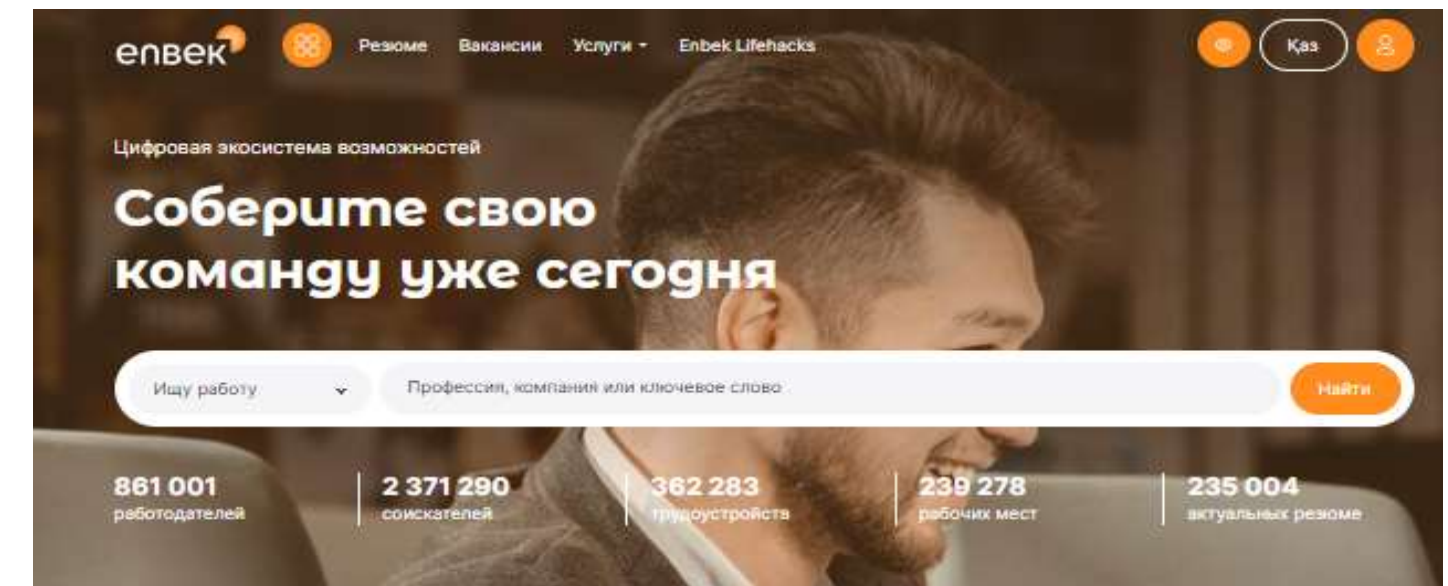 enbek
Резюме Вакансии Услуги Enbek Lifehacks Қаз
Цифровая экосистема возможностей
Соберите свою
команду уже сегодня
Ищу работу Профессия, компания или ключевое слово Найти
861 001 2 371 290 362 283 239 278 235 004
работодателей соискателей трудоустройств рабочих мест актуальных резюме